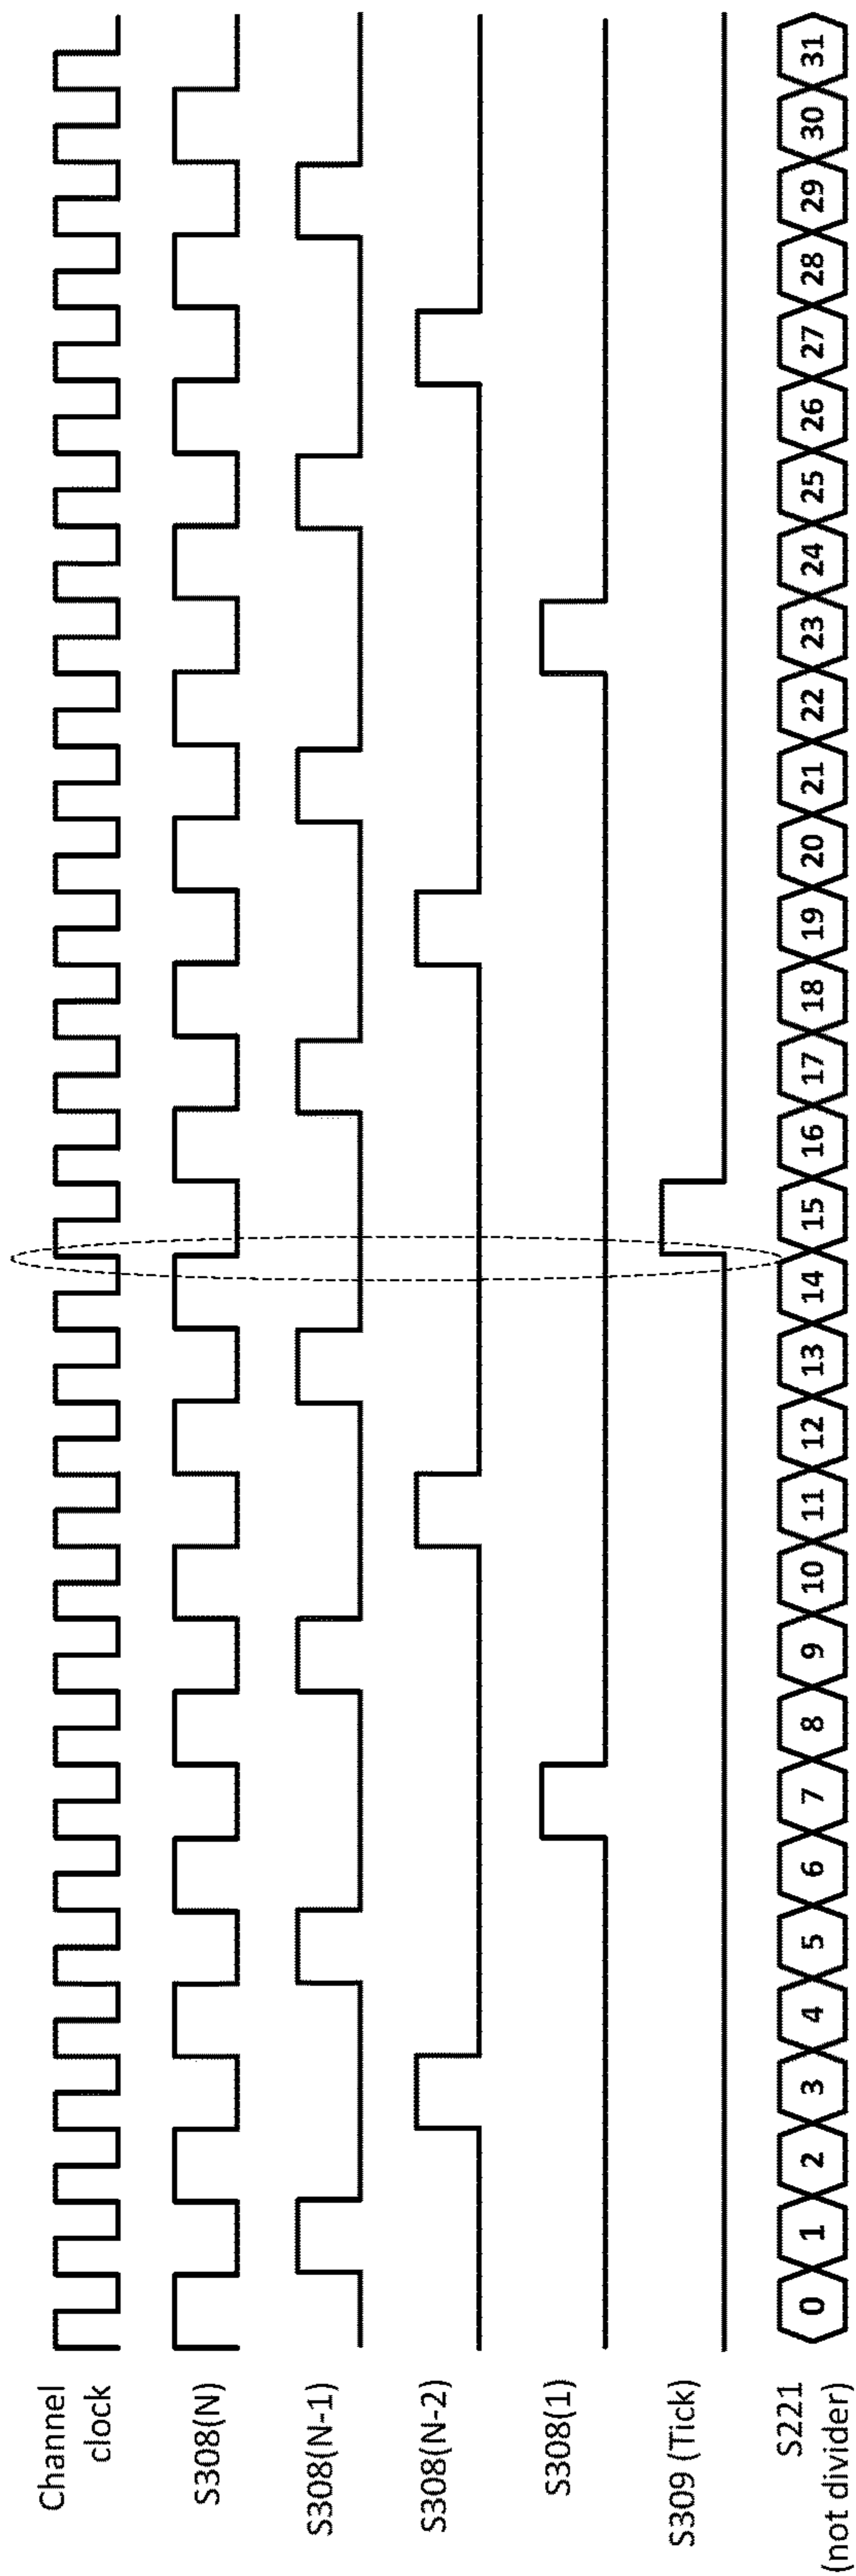 Channel
clock
S308(N)
S308(N-1)
S308(N-2)
S308(1)
S309 (Tick)
S221
(not divider)
0 1 2 3 4 5 6 7 8 9 10 11 12 13 14 15 16 17 18 19 20 21 22 23 24 25 26 27 28 29 30 31